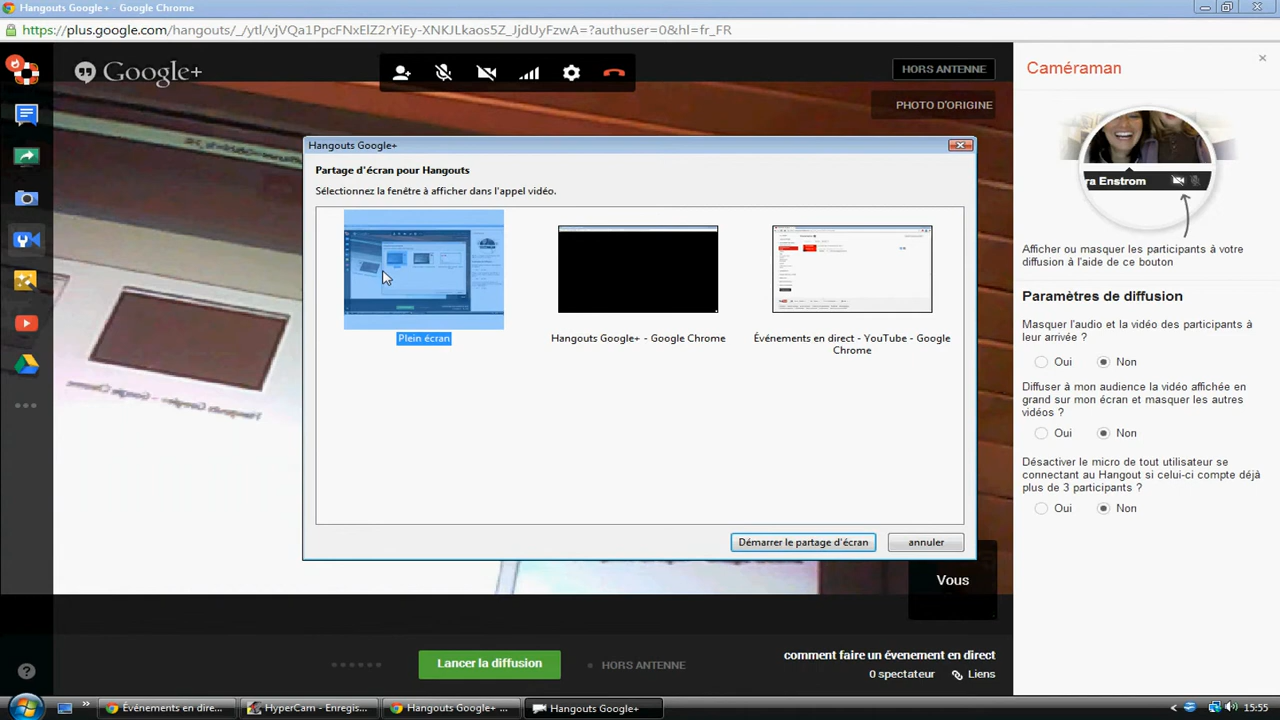 Hangouts Google+ - Google Chrome
https://plus.google.com/hangouts/_/ytl/vjVQa1PpcFNxElZ2rYiEy-XNKJLkaos5Z_JjdUyFzwA=?authuser=0&hl=fr_FR
Google+
HORS ANTENNE
PHOTO D'ORIGINE
Caméraman
ra Enstrom
Afficher ou masquer les participants à votre
diffusion à l'aide de ce bouton
Paramètres de diffusion
Masquer l'audio et la vidéo des participants à
leur arrivée ?
Oui Non
Diffuser à mon audience la vidéo affichée en
grand sur mon écran et masquer les autres
vidéos ?
Oui Non
Désactiver le micro de tout utilisateur se
connectant au Hangout si celui-ci compte déjà
plus de 3 participants ?
Oui Non
Hangouts Google+
Partage d'écran pour Hangouts
Sélectionnez la fenêtre à afficher dans l'appel vidéo.
Plein écran
Hangouts Google+ - Google Chrome
Événements en direct - YouTube - Google
Chrome
Démarrer le partage d'écran
annuler
Vous
Lancer la diffusion
HORS ANTENNE
comment faire un évenement en direct
0 spectateur
Liens
Événements en dire...
HyperCam - Enregis...
Hangouts Google+ ...
Hangouts Google+
15:55